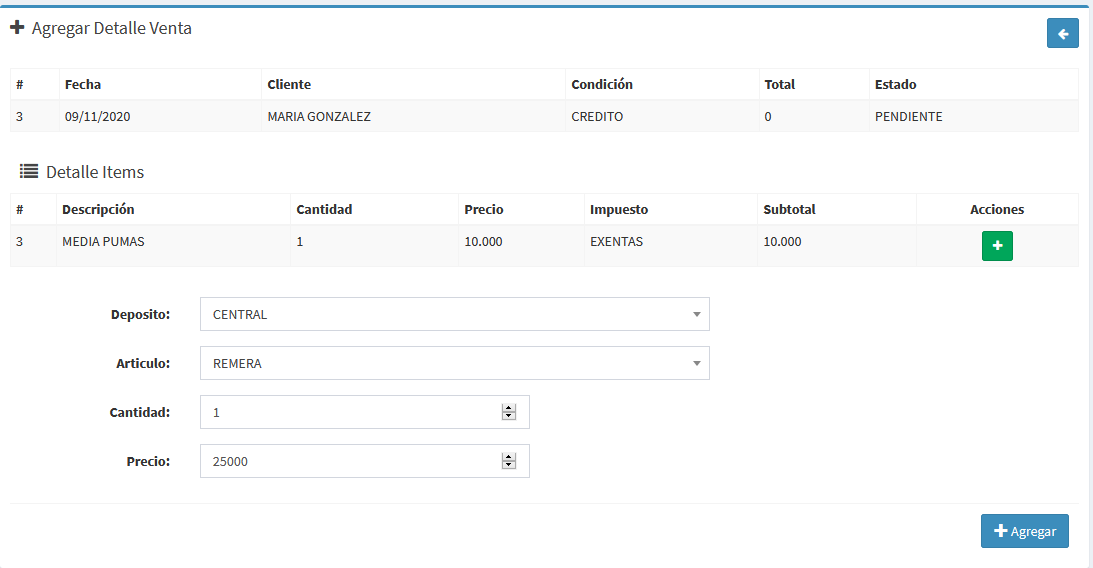 Agregar Detalle Venta
# Fecha Cliente Condición Total Estado
3 09/11/2020 MARIA GONZALEZ CREDITO 0 PENDIENTE
Detalle Items
# Descripción Cantidad Precio Impuesto Subtotal Acciones
3 MEDIA PUMAS 1 10.000 EXENTAS 10.000
Deposito: CENTRAL
Articulo: REMERA
Cantidad: 1
Precio: 25000
Agregar